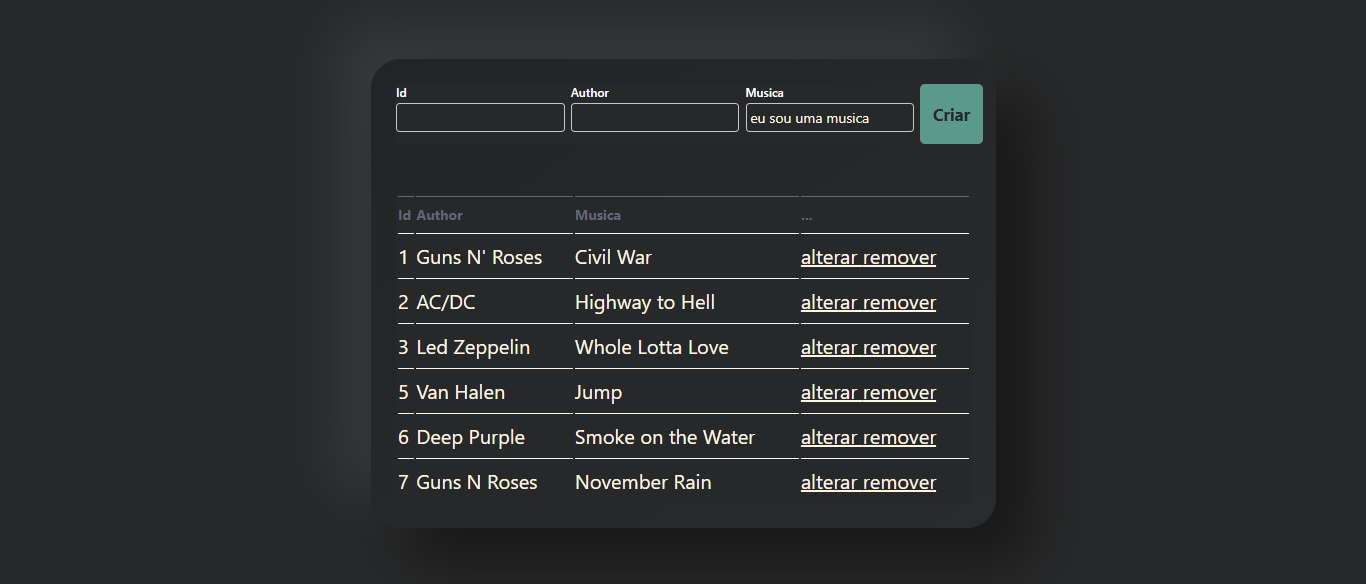 Id Author Musica
eu sou uma musica Criar
Id Author Musica ...
1 Guns N' Roses Civil War alterar remover
2 AC/DC Highway to Hell alterar remover
3 Led Zeppelin Whole Lotta Love alterar remover
5 Van Halen Jump alterar remover
6 Deep Purple Smoke on the Water alterar remover
7 Guns N Roses November Rain alterar remover